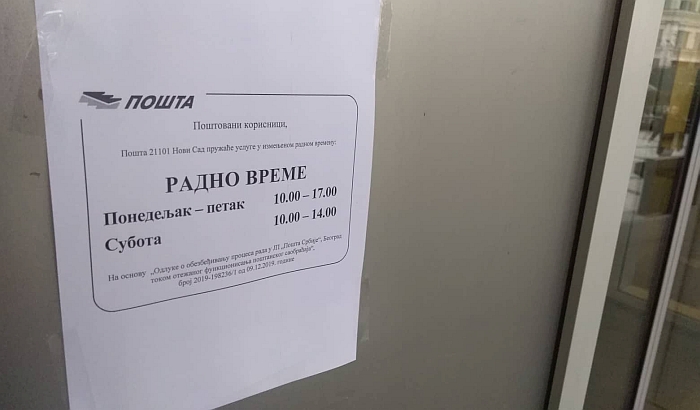 ПОШТА
Поштовани корисници,
Пошта 21101 Нови Сад пружаће услуге у измењеном радном времену:
РАДНО ВРЕМЕ
Понедељак – петак 10.00 – 17.00
Субота 10.00 – 14.00
На основу „Одлуке о обезбеђивању процеса рада у ЈП „Пошта Србије“, Београд
током отежаног функционисања поштанског саобраћаја“,
број 2019-198236/1 од 09.12.2019. године